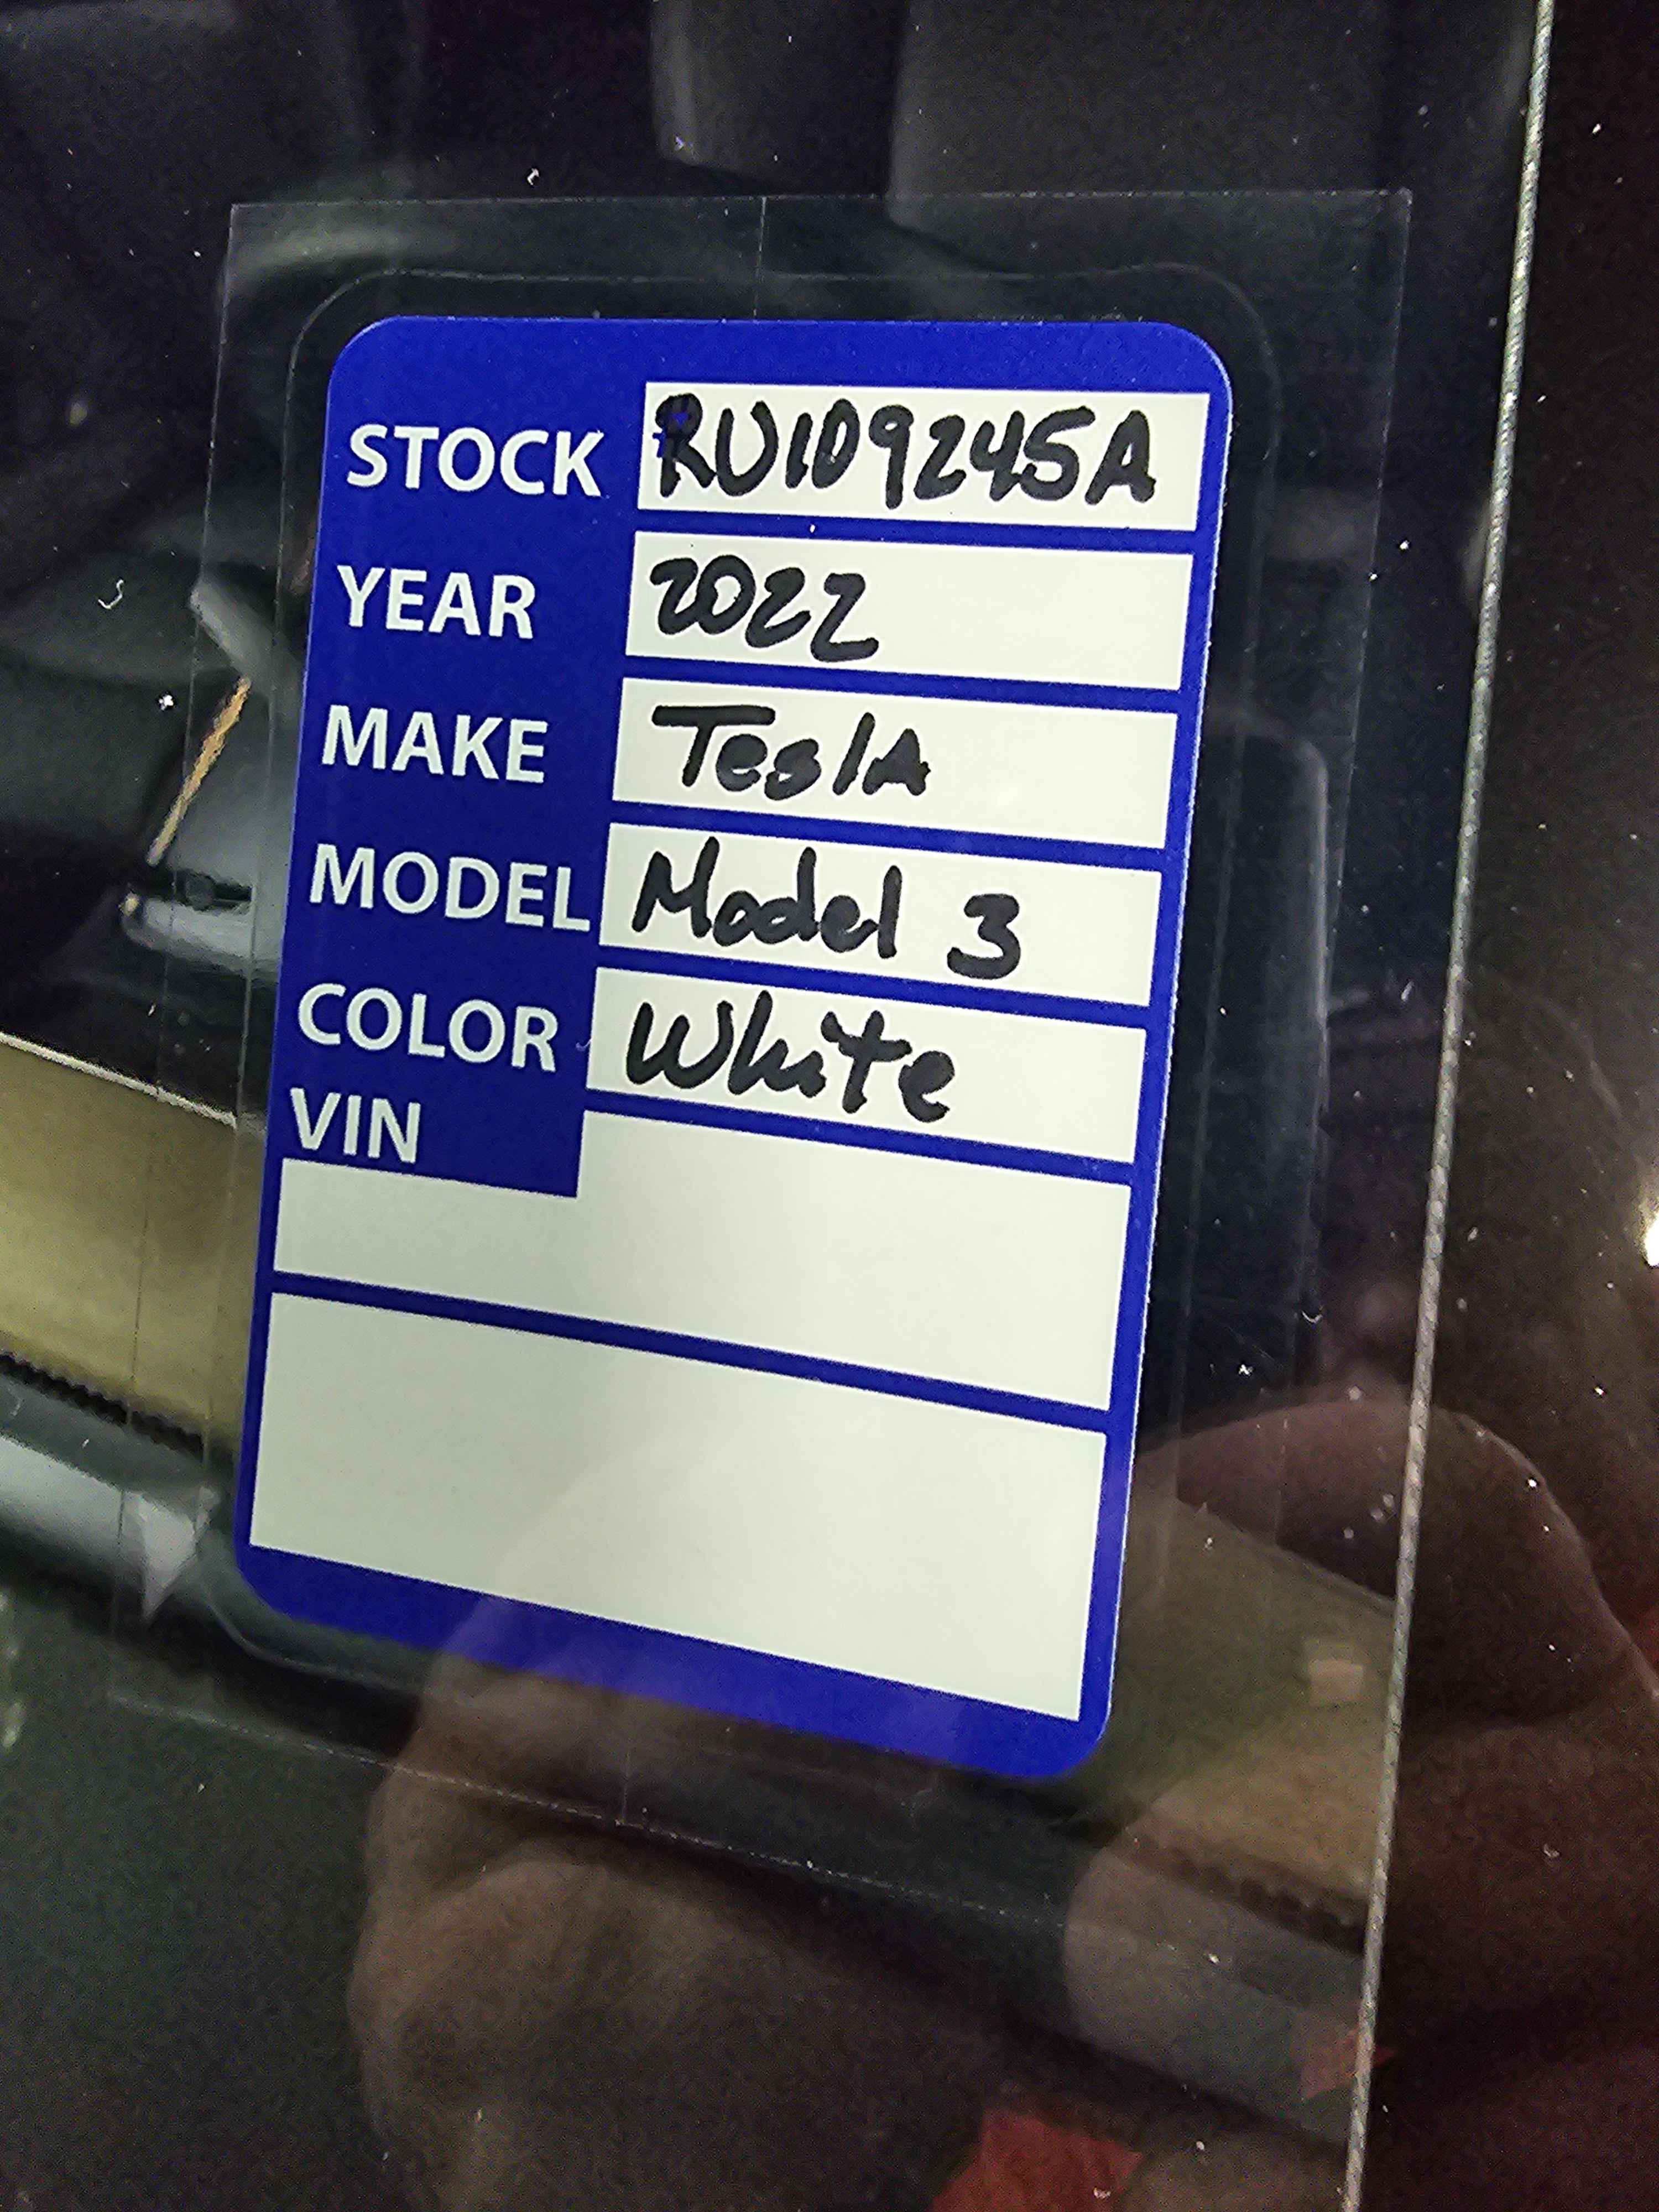 STOCK RU109245A
YEAR 2022
MAKE TeslA
MODEL Model 3
COLOR White
VIN